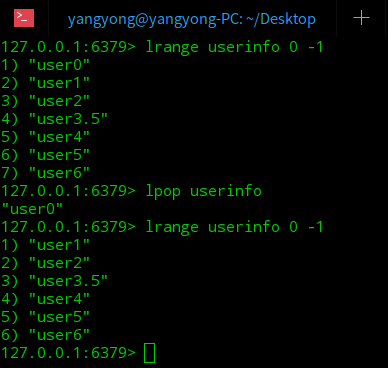 yangyong@yangyong-PC: ~/Desktop
127.0.0.1:6379> lrange userinfo 0 -1
1) "user0"
2) "user1"
3) "user2"
4) "user3.5"
5) "user4"
6) "user5"
7) "user6"
127.0.0.1:6379> lpop userinfo
"user0"
127.0.0.1:6379> lrange userinfo 0 -1
1) "user1"
2) "user2"
3) "user3.5"
4) "user4"
5) "user5"
6) "user6"
127.0.0.1:6379>